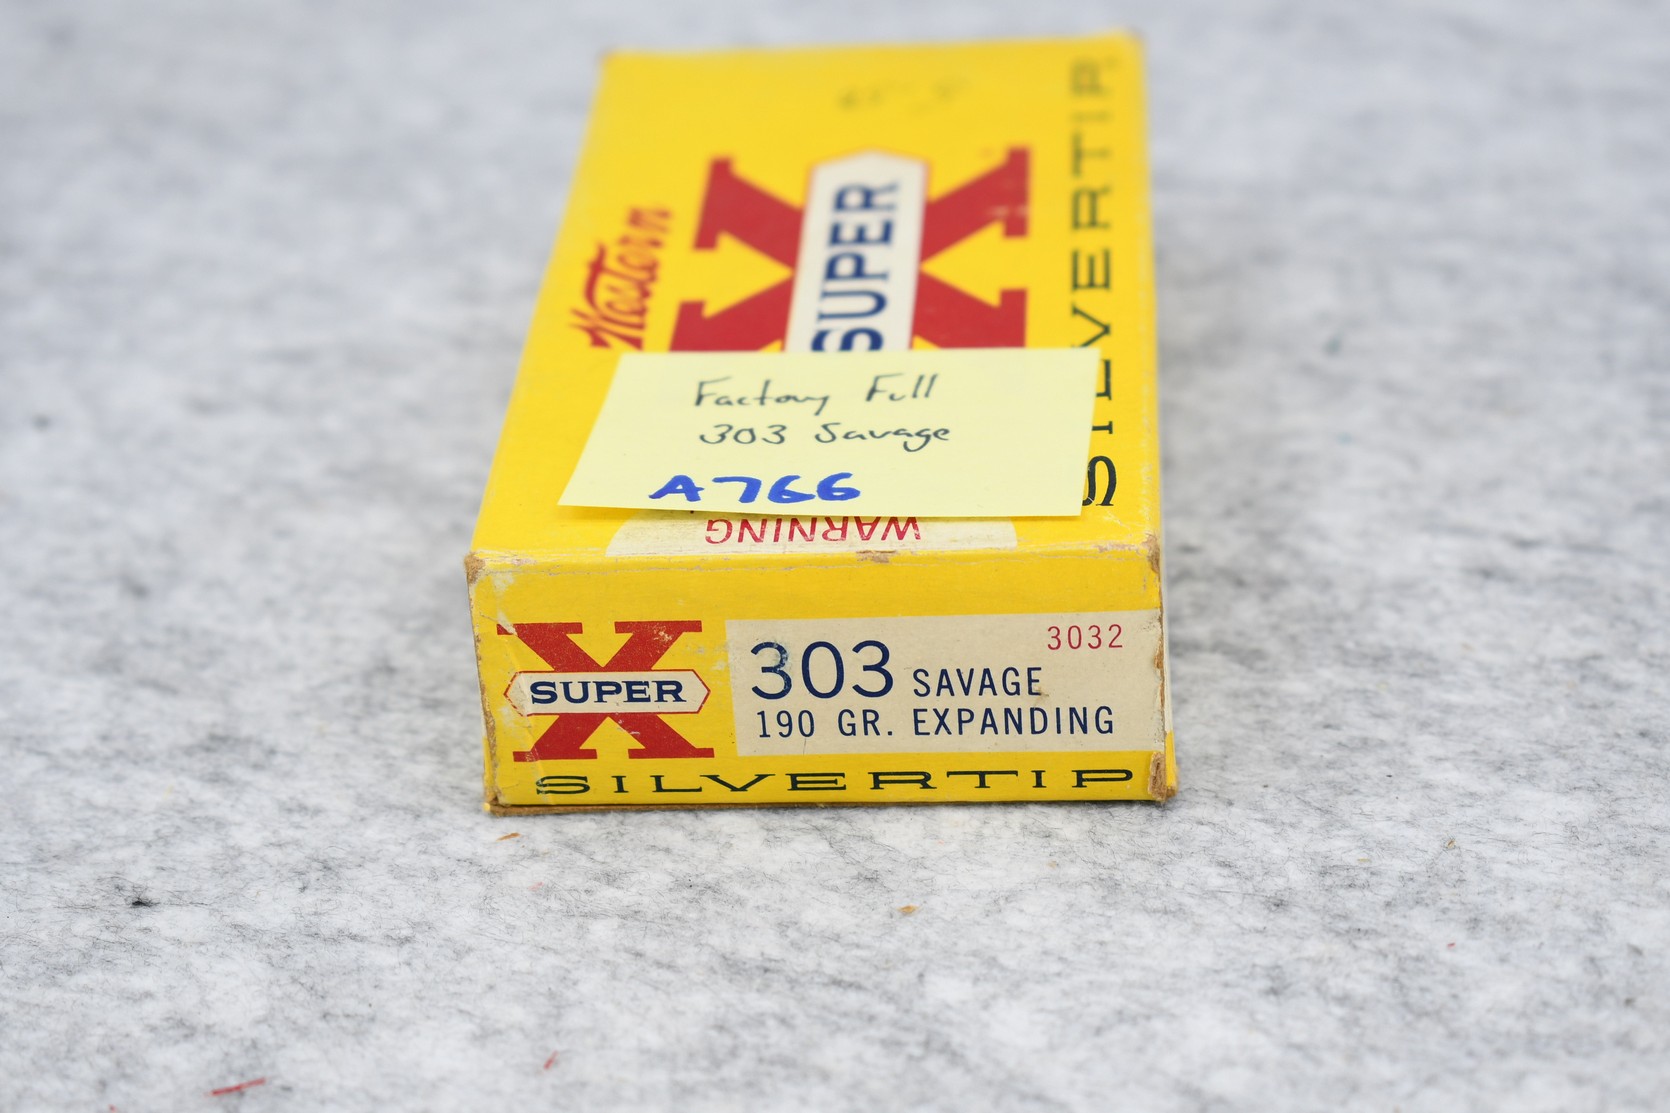 Western
SUPER
X
SILVERTIP
Factory Full
303 Savage
A766
WARNING
X
SUPER
3032
303 SAVAGE
190 GR. EXPANDING
SILVERTIP